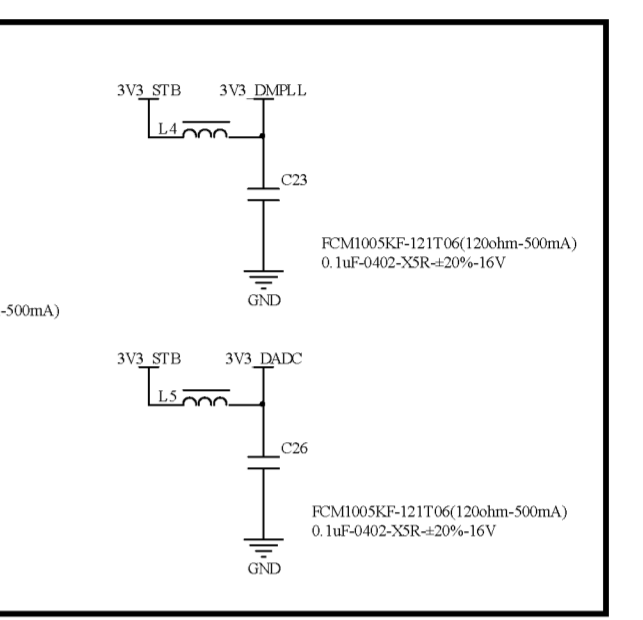 3V3_STB 3V3_DMPLL
L4
C23
FCM1005KF-121T06(120ohm-500mA)
0.1uF-0402-X5R-±20%-16V
GND
-500mA)
3V3_STB 3V3_DADC
L5
C26
FCM1005KF-121T06(120ohm-500mA)
0.1uF-0402-X5R-±20%-16V
GND